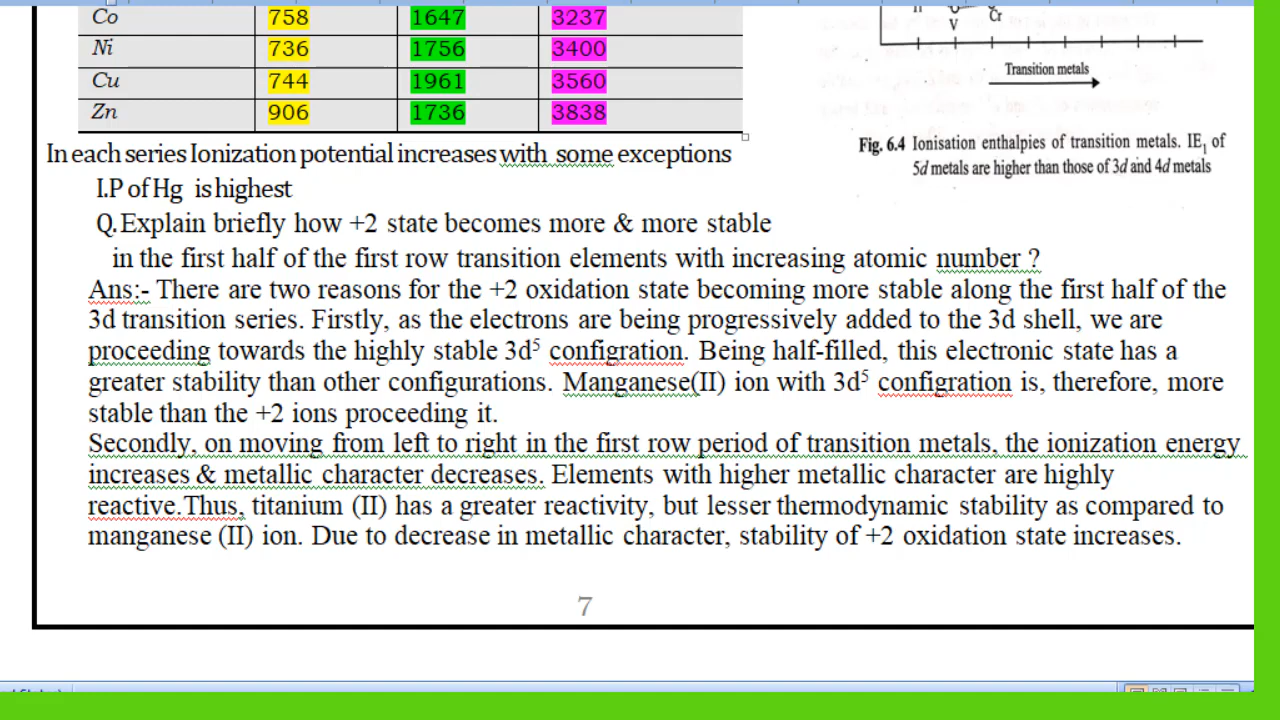 Co 758 1647 3237
Ni 736 1756 3400
Cu 744 1961 3560
Zn 906 1736 3838
V Cr
Transition metals
Fig. 6.4 Ionisation enthalpies of transition metals. IE1 of
5d metals are higher than those of 3d and 4d metals
In each series Ionization potential increases with some exceptions
I.P of Hg is highest
Q.Explain briefly how +2 state becomes more & more stable
in the first half of the first row transition elements with increasing atomic number ?
Ans:- There are two reasons for the +2 oxidation state becoming more stable along the first half of the
3d transition series. Firstly, as the electrons are being progressively added to the 3d shell, we are
proceeding towards the highly stable 3d⁵ configration. Being half-filled, this electronic state has a
greater stability than other configurations. Manganese(II) ion with 3d⁵ configration is, therefore, more
stable than the +2 ions proceeding it.
Secondly, on moving from left to right in the first row period of transition metals, the ionization energy
increases & metallic character decreases. Elements with higher metallic character are highly
reactive.Thus, titanium (II) has a greater reactivity, but lesser thermodynamic stability as compared to
manganese (II) ion. Due to decrease in metallic character, stability of +2 oxidation state increases.
7